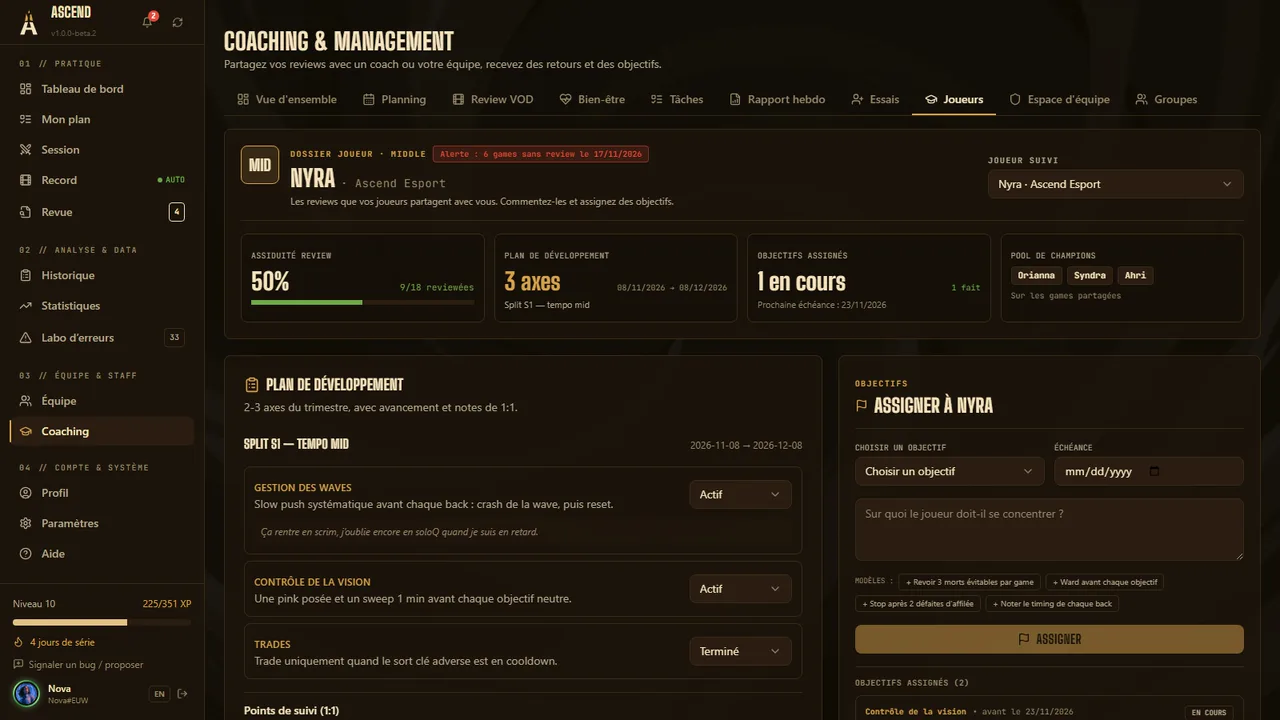 ASCEND
v1.0.0-beta.2
2
01 // PRATIQUE
Tableau de bord
Mon plan
Session
Record
AUTO
Revue
4
02 // ANALYSE & DATA
Historique
Statistiques
Labo d'erreurs
33
03 // ÉQUIPE & STAFF
Équipe
Coaching
04 // COMPTE & SYSTÈME
Profil
Paramètres
Aide
Niveau 10
225/351 XP
4 jours de série
Signaler un bug / proposer
Nova
Nova#EUW
EN
COACHING & MANAGEMENT
Partagez vos reviews avec un coach ou votre équipe, recevez des retours et des objectifs.
Vue d'ensemble
Planning
Review VOD
Bien-être
Tâches
Rapport hebdo
Essais
Joueurs
Espace d'équipe
Groupes
MID
DOSSIER JOUEUR · MIDDLE
Alerte : 6 games sans review le 17/11/2026
NYRA · Ascend Esport
Les reviews que vos joueurs partagent avec vous. Commentez-les et assignez des objectifs.
JOUEUR SUIVI
Nyra · Ascend Esport
ASSIDUITÉ REVIEW
50%
9/18 reviewées
PLAN DE DÉVELOPPEMENT
3 axes
08/11/2026 → 08/12/2026
Split S1 — tempo mid
OBJECTIFS ASSIGNÉS
1 en cours
1 fait
Prochaine échéance : 23/11/2026
POOL DE CHAMPIONS
Orianna
Syndra
Ahri
Sur les games partagées
PLAN DE DÉVELOPPEMENT
2-3 axes du trimestre, avec avancement et notes de 1:1.
SPLIT S1 — TEMPO MID
2026-11-08 → 2026-12-08
GESTION DES WAVES
Slow push systématique avant chaque back : crash de la wave, puis reset.
Actif
Ça rentre en scrim, j'oublie encore en soloQ quand je suis en retard.
CONTRÔLE DE LA VISION
Une pink posée et un sweep 1 min avant chaque objectif neutre.
Actif
TRADES
Trade uniquement quand le sort clé adverse est en cooldown.
Terminé
Points de suivi (1:1)
OBJECTIFS
ASSIGNER À NYRA
CHOISIR UN OBJECTIF
ÉCHÉANCE
Choisir un objectif
mm/dd/yyyy
Sur quoi le joueur doit-il se concentrer ?
MODÈLES :
+ Revoir 3 morts évitables par game
+ Ward avant chaque objectif
+ Stop après 2 défaites d'affilée
+ Noter le timing de chaque back
ASSIGNER
OBJECTIFS ASSIGNÉS (2)
Contrôle de la vision • avant le 23/11/2026
EN COURS